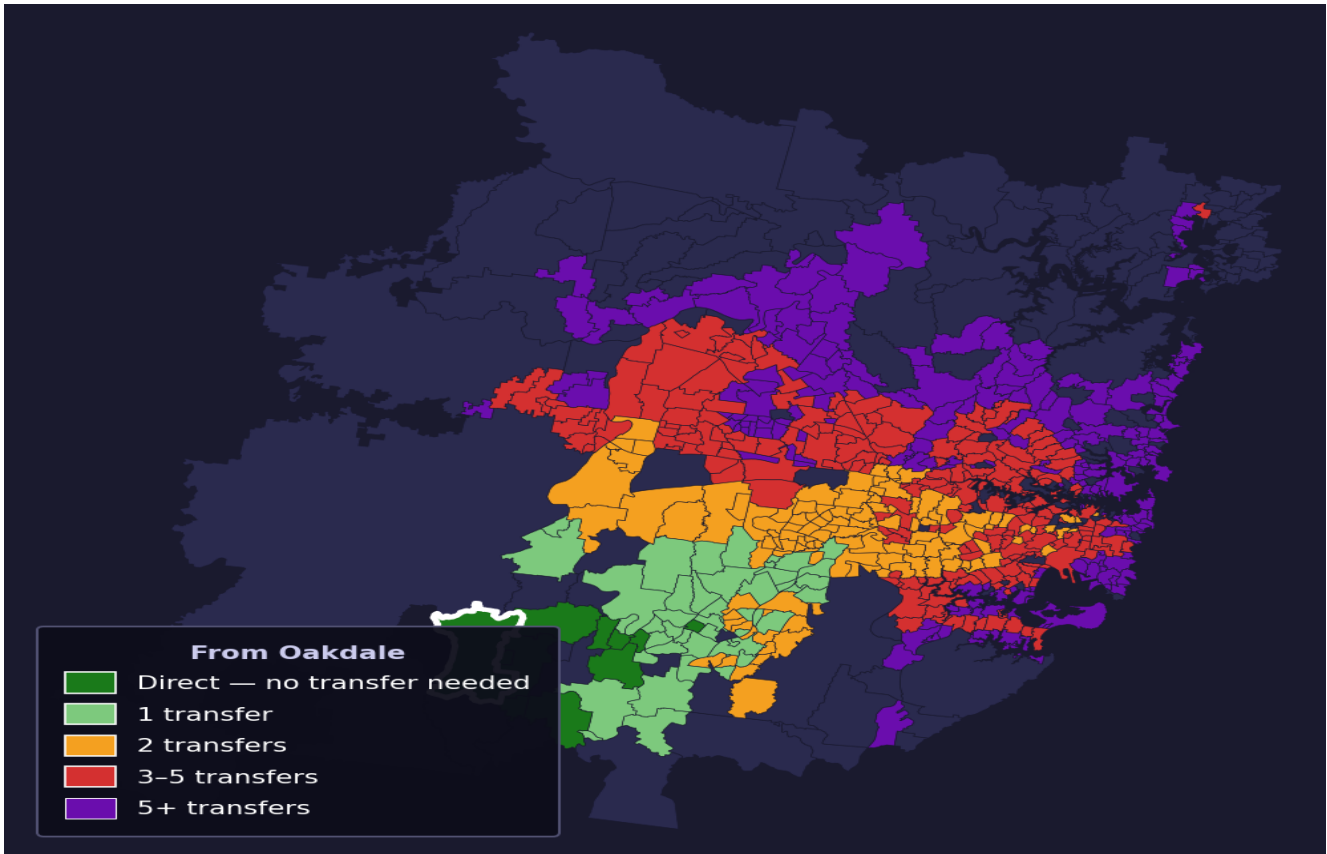 From Oakdale
Direct — no transfer needed
1 transfer
2 transfers
3–5 transfers
5+ transfers